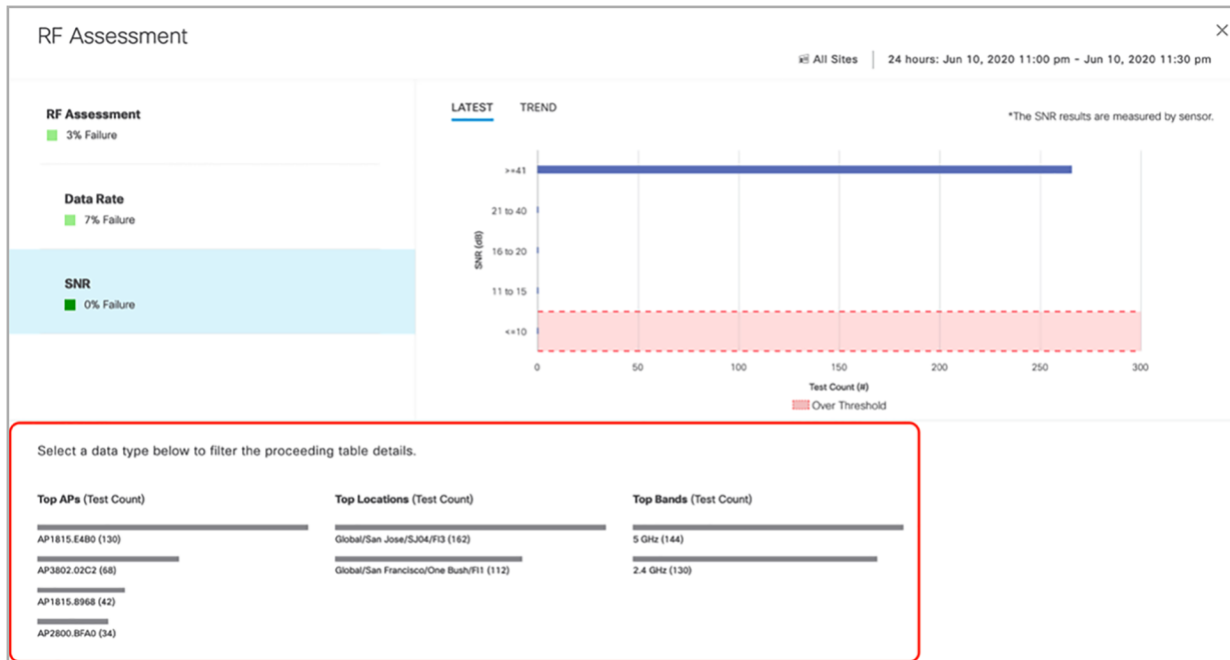 RF Assessment
All Sites
24 hours: Jun 10, 2020 11:00 pm - Jun 10, 2020 11:30 pm
RF Assessment
3% Failure
Data Rate
7% Failure
SNR
0% Failure
LATEST TREND
*The SNR results are measured by sensor.
SNR (dB)
>=41
21 to 40
16 to 20
11 to 15
<=10
0 50 100 150 200 250 300
Test Count (#)
Over Threshold
Select a data type below to filter the proceeding table details.
Top APs (Test Count)
AP1815.E4B0 (130)
AP3802.02C2 (68)
AP1815.8968 (42)
AP2800.BFA0 (34)
Top Locations (Test Count)
Global/San Jose/SJ04/Fl3 (162)
Global/San Francisco/One Bush/Fl1 (112)
Top Bands (Test Count)
5 GHz (144)
2.4 GHz (130)